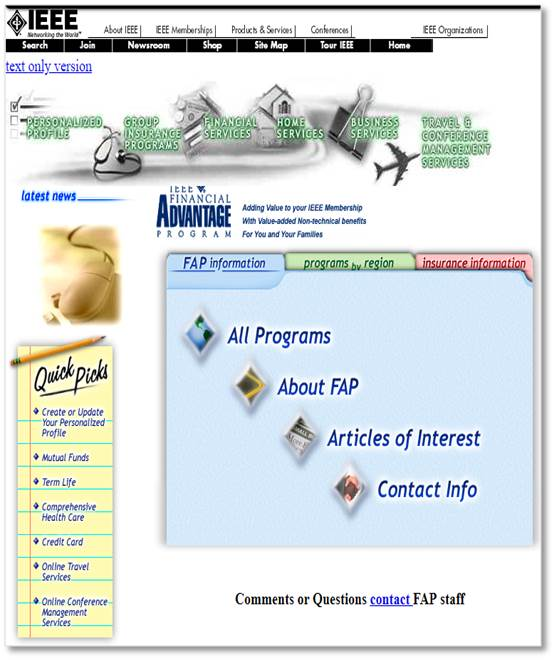 IEEE
Networking the World™
About IEEE | IEEE Memberships | Products & Services | Conferences | IEEE Organizations |
Search Join Newsroom Shop Site Map Tour IEEE Home
text only version
PERSONALIZED
PROFILE
GROUP
INSURANCE
PROGRAMS
FINANCIAL
SERVICES
HOME
SERVICES
BUSINESS
SERVICES
TRAVEL &
CONFERENCE
MANAGEMENT
SERVICES
latest news
IEEE
FINANCIAL
ADVANTAGE
PROGRAM
Adding Value to your IEEE Membership
With Value-added Non-technical benefits
For You and Your Families
FAP information
programs by region
insurance information
All Programs
About FAP
Articles of Interest
Contact Info
Quick Picks
Create or Update
Your Personalized
Profile
Mutual Funds
Term Life
Comprehensive
Health Care
Credit Card
Online Travel
Services
Online Conference
Management
Services
Comments or Questions contact FAP staff